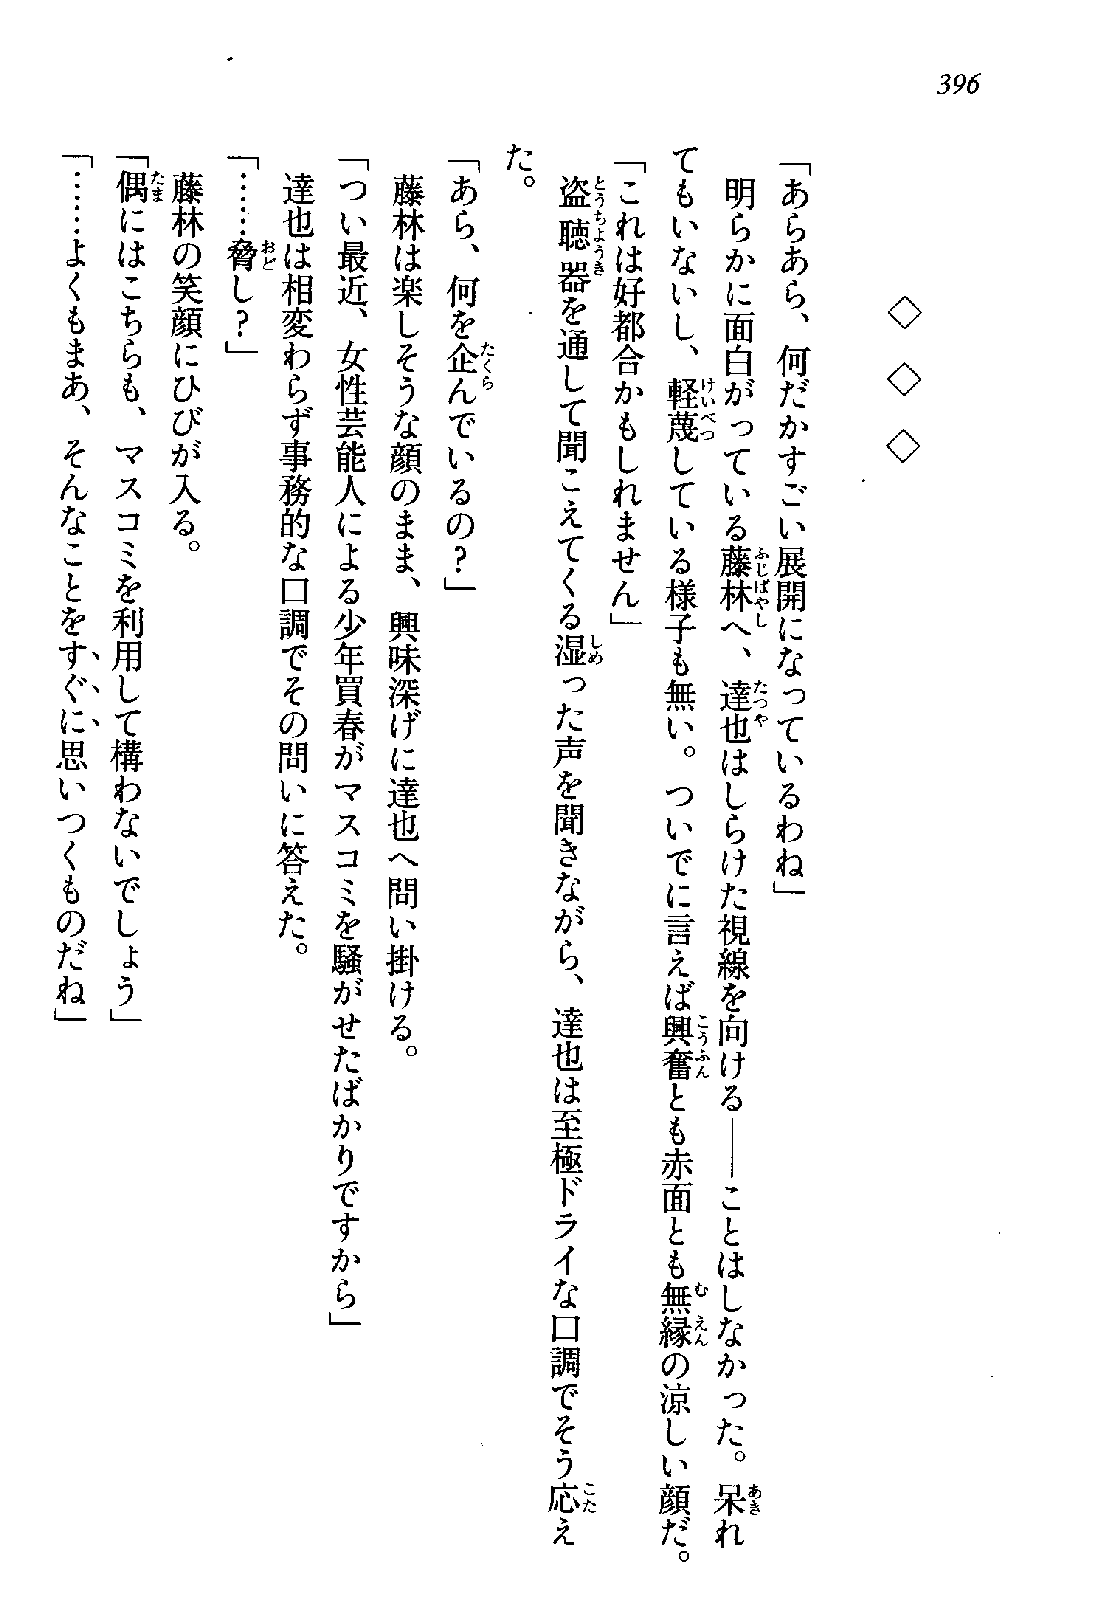 396
◇ ◇ ◇
「あらあら、何だかすごい展開になっているわね」
明らかに面白がっている藤林へ、達也はしらけた視線を向ける――ことはしなかった。呆れ
てもいないし、軽蔑している様子も無い。ついでに言えば興奮とも赤面とも無縁の涼しい顔だ。
「これは好都合かもしれません」
盗聴器を通して聞こえてくる湿った声を聞きながら、達也は至極ドライな口調でそう応え
た。
「あら、何を企んでいるの？」
藤林は楽しそうな顔のまま、興味深げに達也へ問い掛ける。
「つい最近、女性芸能人による少年買春がマスコミを騒がせたばかりですから」
達也は相変わらず事務的な口調でその問いに答えた。
「……脅し？」
藤林の笑顔にひびが入る。
「偶にはこちらも、マスコミを利用して構わないでしょう」
「……よくもまあ、そんなことをすぐに思いつくものだね」